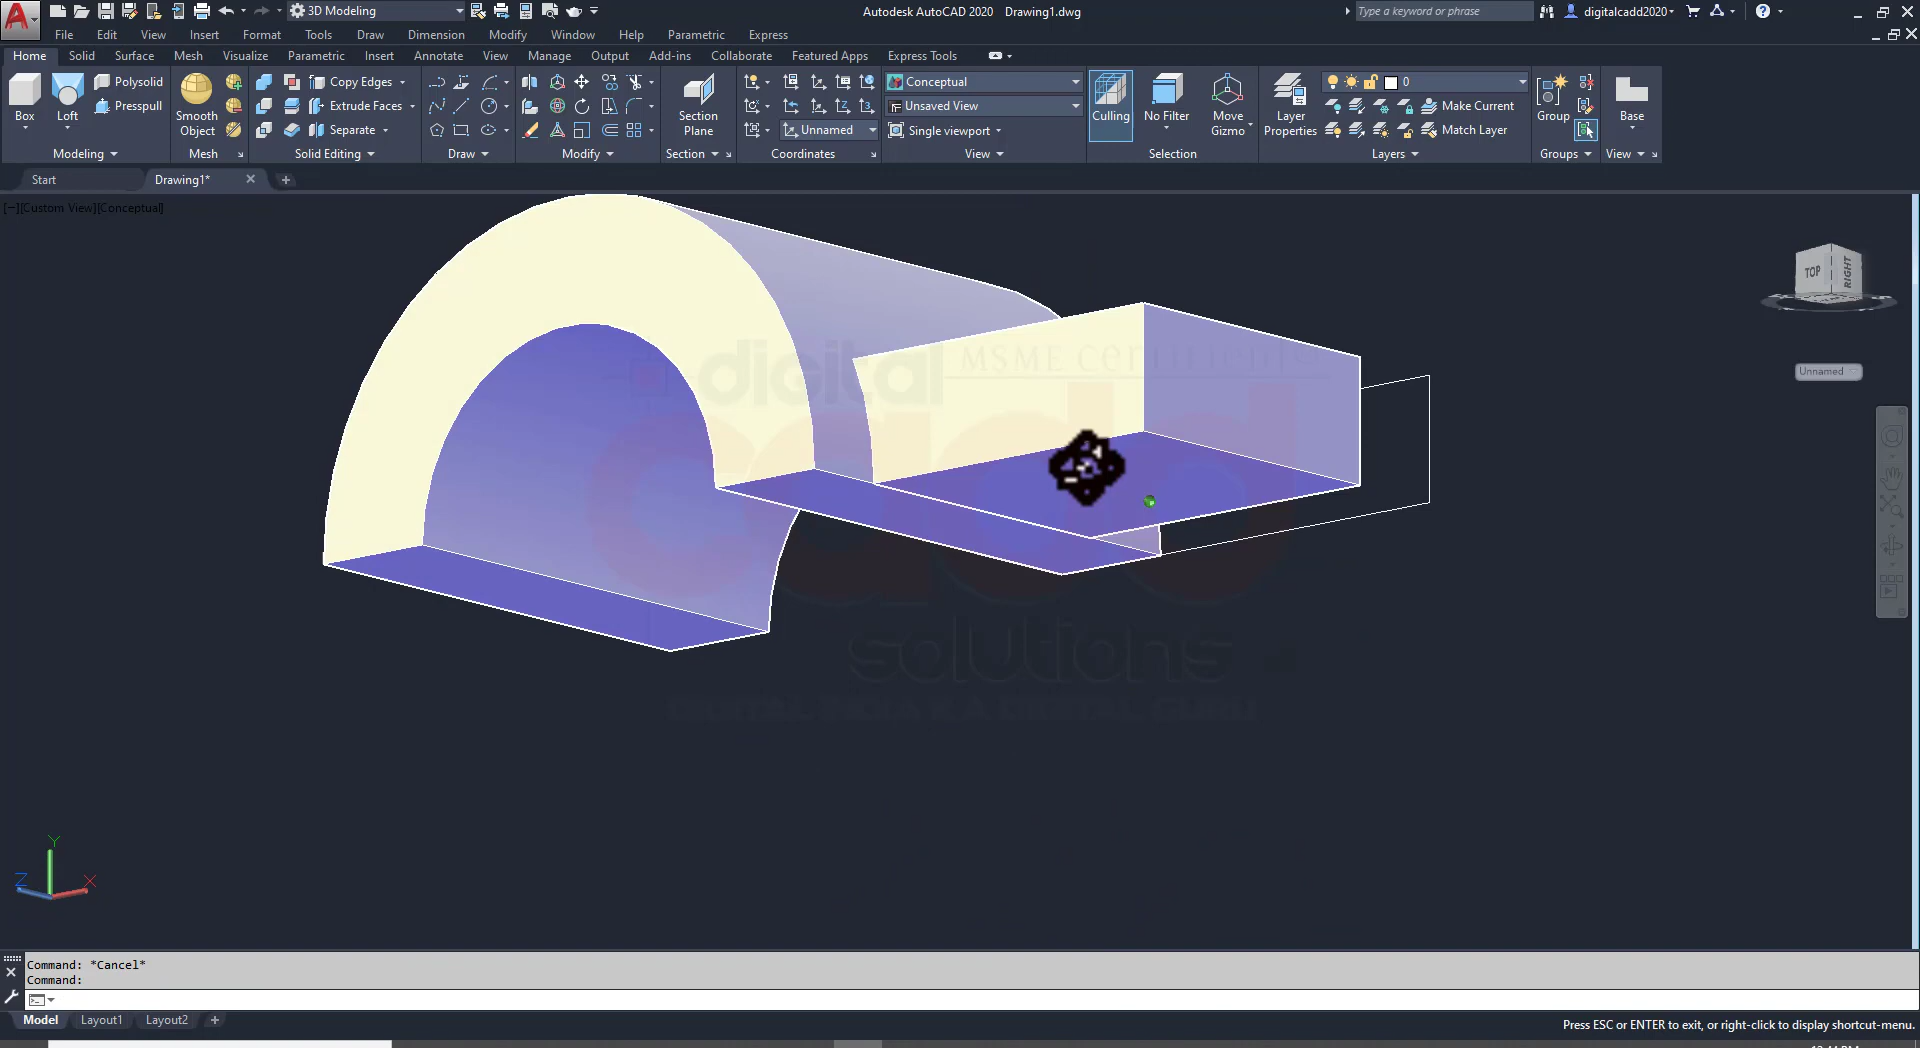 3D Modeling
Autodesk AutoCAD 2020 Drawing1.dwg
Type a keyword or phrase
digitalcadd2020
File Edit View Insert Format Tools Draw Dimension Modify Window Help Parametric Express
Home Solid Surface Mesh Visualize Parametric Insert Annotate View Manage Output Add-ins Collaborate Featured Apps Express Tools
Box
Loft
Polysolid
Presspull
Modeling
Smooth
Object
Mesh
Copy Edges
Extrude Faces
Separate
Solid Editing
Draw
Modify
Section
Plane
Section
Unnamed
Coordinates
Conceptual
Unsaved View
Single viewport
View
Culling
No Filter
Move
Gizmo
Selection
Layer
Properties
0
Make Current
Match Layer
Layers
Group
Groups
Base
View
Start
Drawing1*
[−][Custom View][Conceptual]
TOP
RIGHT
Unnamed
digital
MSME
cadd
solutions
Y
Z
X
Command: *Cancel*
Command:
Model
Layout1
Layout2
Press ESC or ENTER to exit, or right-click to display shortcut-menu.